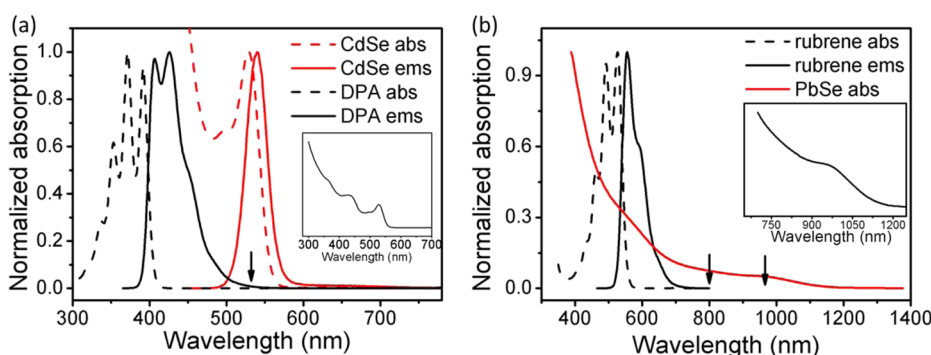 (a)
Normalized absorption
1.0
0.8
0.6
0.4
0.2
0.0
CdSe abs
CdSe ems
DPA abs
DPA ems
300 400 500 600 700
Wavelength (nm)
300 400 500 600 700
Wavelength (nm)
(b)
Normalized absorption
0.9
0.6
0.3
0.0
rubrene abs
rubrene ems
PbSe abs
750 900 1050 1200
Wavelength (nm)
400 600 800 1000 1200 1400
Wavelength (nm)